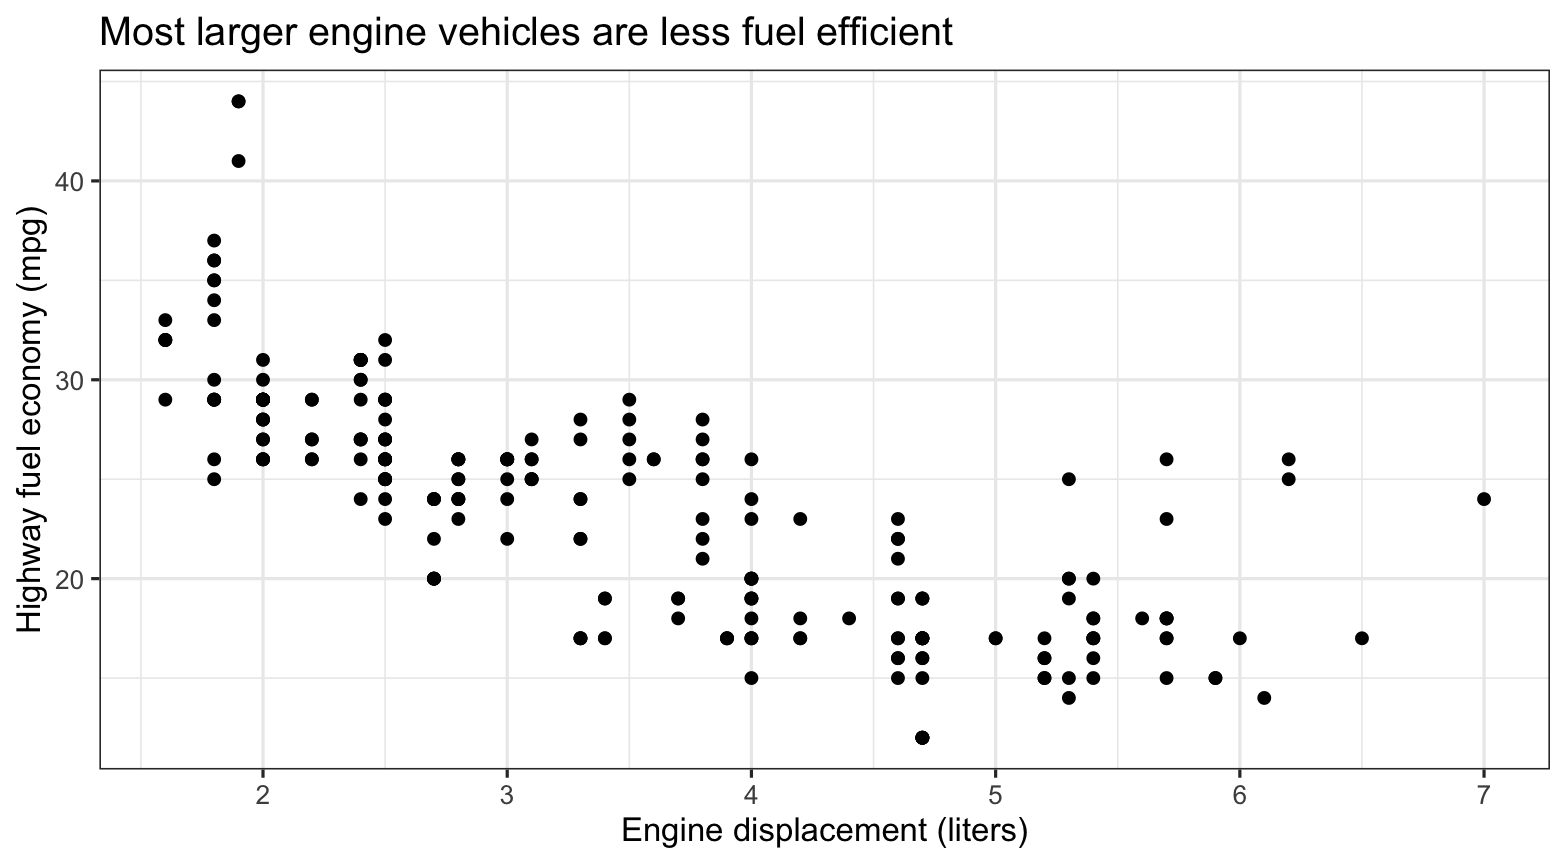 Most larger engine vehicles are less fuel efficient
Highway fuel economy (mpg)
40
30
20
2 3 4 5 6 7
Engine displacement (liters)